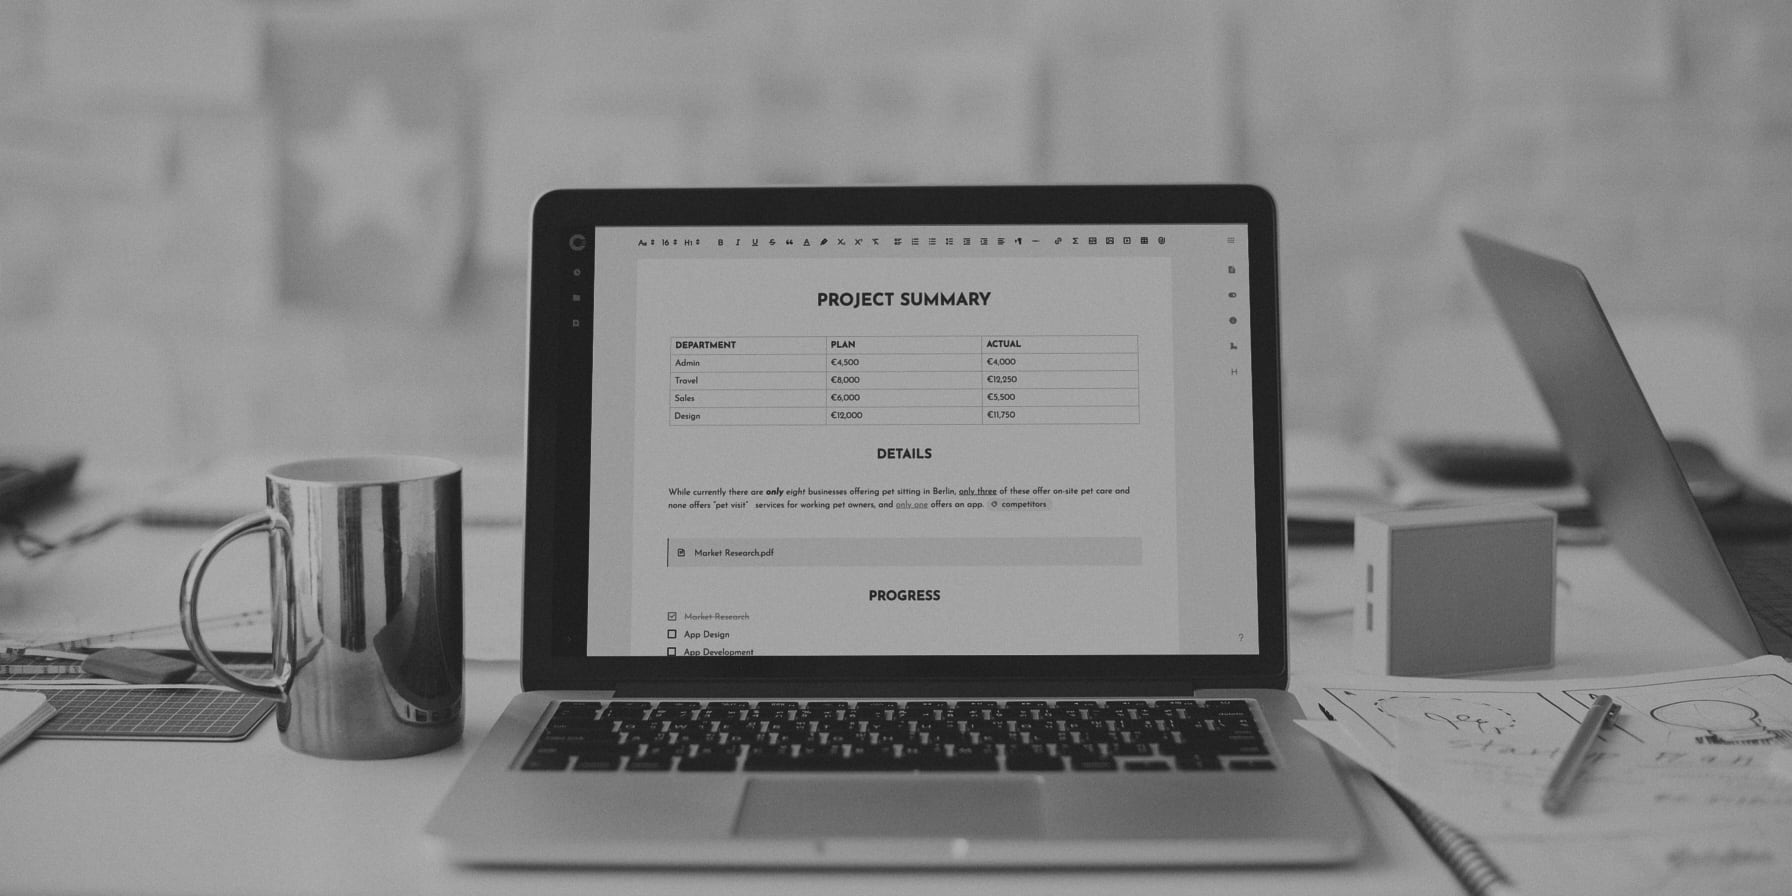 Aa 16 H1 B I U S A X₂ X² Σ
PROJECT SUMMARY
DEPARTMENT PLAN ACTUAL
Admin €4,500 €4,000
Travel €8,000 €12,250
Sales €6,000 €5,500
Design €12,000 €11,750
H
DETAILS
While currently there are only eight businesses offering pet sitting in Berlin, only three of these offer on-site pet care and
none offers "pet visit" services for working pet owners, and only one offers an app. competitors
Market Research.pdf
PROGRESS
Market Research
App Design
App Development
?